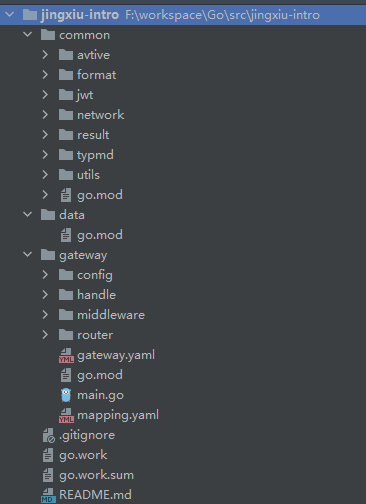 jingxiu-intro F:\workspace\Go\src\jingxiu-intro
common
avtive
format
jwt
network
result
typmd
utils
go.mod
data
go.mod
gateway
config
handle
middleware
router
gateway.yaml
go.mod
main.go
mapping.yaml
.gitignore
go.work
go.work.sum
README.md